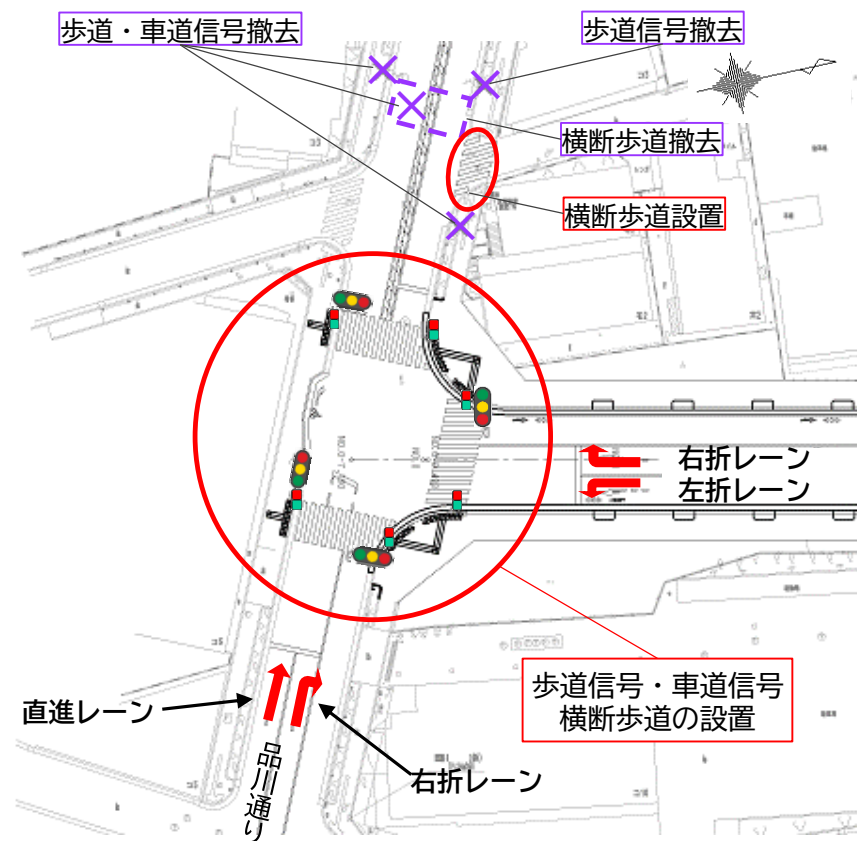 歩道・車道信号撤去
歩道信号撤去
横断歩道撤去
横断歩道設置
右折レーン
左折レーン
歩道信号・車道信号
横断歩道の設置
直進レーン
右折レーン
品川通り